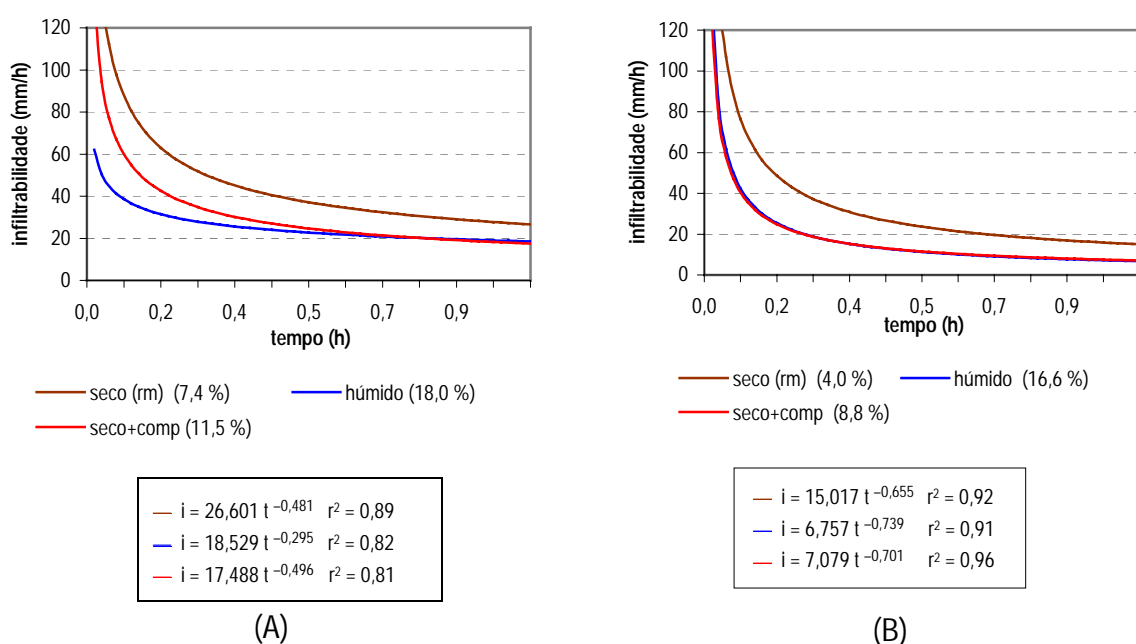 120
100
80
60
40
20
0
infiltrabilidade (mm/h)
0,0 0,2 0,4 0,5 0,7 0,9
tempo (h)
seco (rm) (7,4 %)
húmido (18,0 %)
seco+comp (11,5 %)
i = 26,601 t –0,481 r2 = 0,89
i = 18,529 t –0,295 r2 = 0,82
i = 17,488 t –0,496 r2 = 0,81
(A)
120
100
80
60
40
20
0
infiltrabilidade (mm/h)
0,0 0,2 0,4 0,5 0,7 0,9
tempo (h)
seco (rm) (4,0 %)
húmido (16,6 %)
seco+comp (8,8 %)
i = 15,017 t –0,655 r2 = 0,92
i = 6,757 t –0,739 r2 = 0,91
i = 7,079 t –0,701 r2 = 0,96
(B)